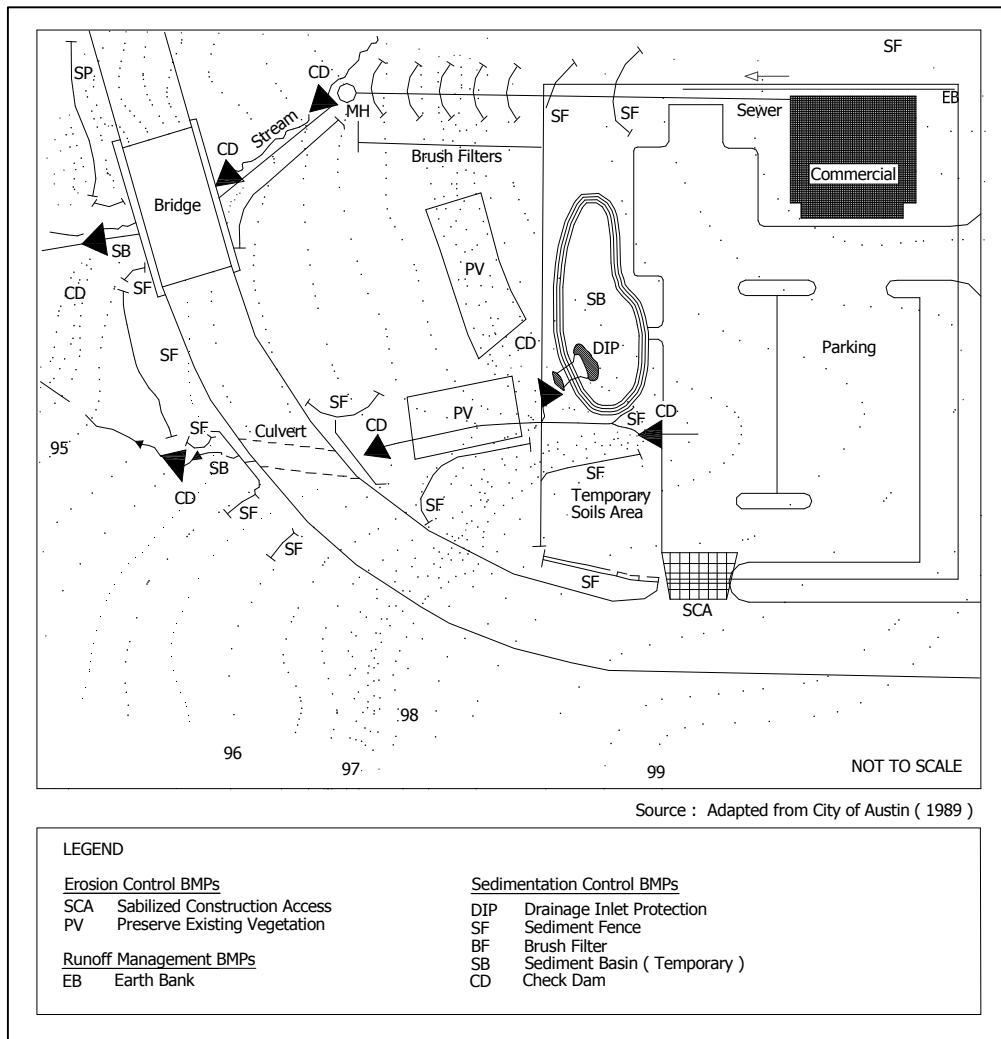 SF
SP
CD
EB
MH
SF
SF
Sewer
Stream
CD
Brush Filters
Commercial
Bridge
SB
PV
SB
CD
SF
CD
DIP
Parking
SF
SF
PV
SF
CD
CD
SF
Culvert
95
SB
SF
CD
SF
SF
Temporary
Soils Area
SF
SF
SCA
98
96
97
99
NOT TO SCALE
Source : Adapted from City of Austin ( 1989 )
LEGEND
Erosion Control BMPs
SCA Sabilized Construction Access
PV Preserve Existing Vegetation
Runoff Management BMPs
EB Earth Bank
Sedimentation Control BMPs
DIP Drainage Inlet Protection
SF Sediment Fence
BF Brush Filter
SB Sediment Basin ( Temporary )
CD Check Dam